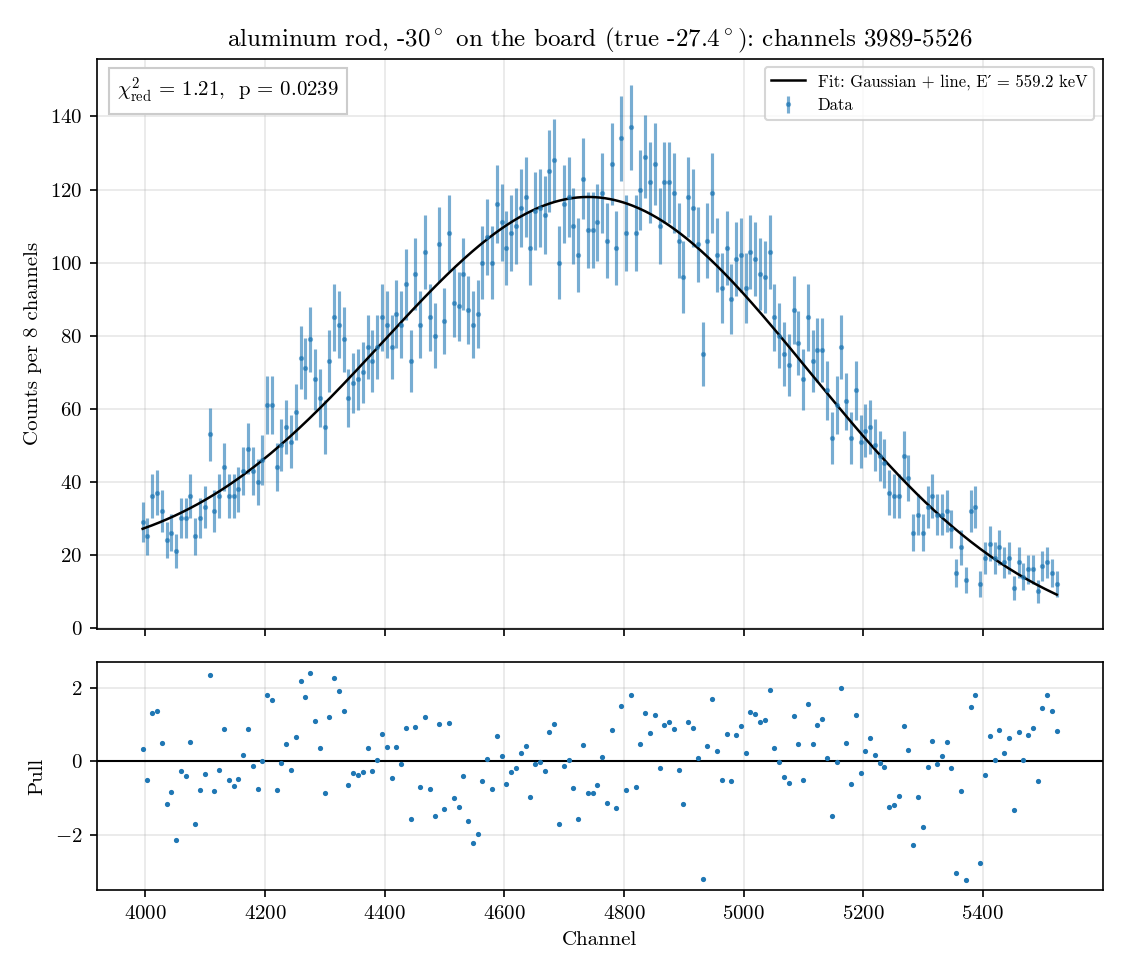 aluminum rod, -30° on the board (true -27.4°): channels 3989-5526
χ²red = 1.21, p = 0.0239
Fit: Gaussian + line, E′ = 559.2 keV
Data
Counts per 8 channels
140
120
100
80
60
40
20
0
Pull
2
0
−2
4000 4200 4400 4600 4800 5000 5200 5400
Channel